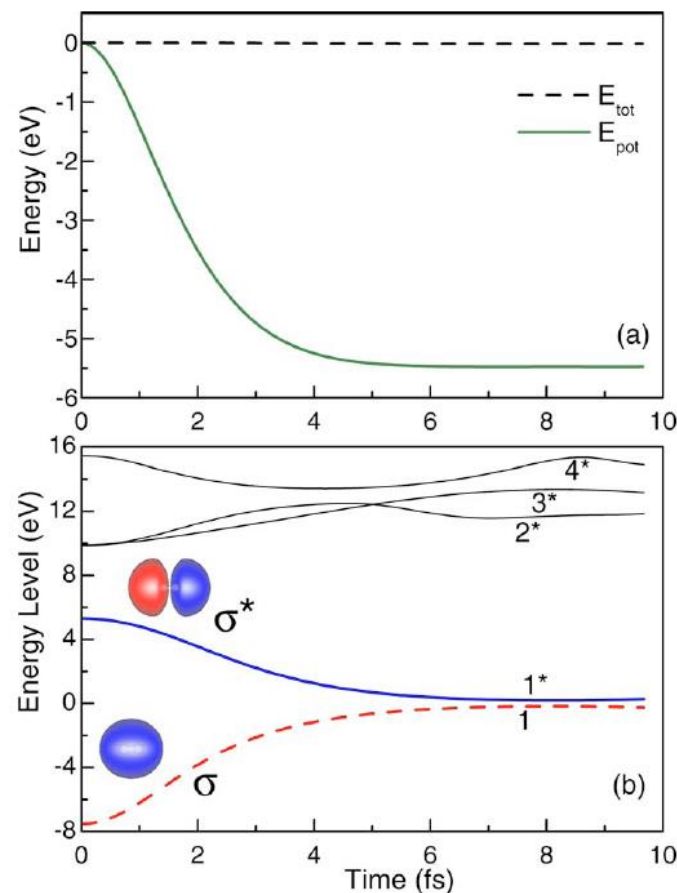 0
-1
-2
-3
-4
-5
-6
Energy (eV)
E_tot
E_pot
(a)
0 2 4 6 8 10
16
12
8
4
0
-4
-8
Energy Level (eV)
4*
3*
2*
σ*
1*
1
σ
(b)
0 2 4 6 8 10
Time (fs)